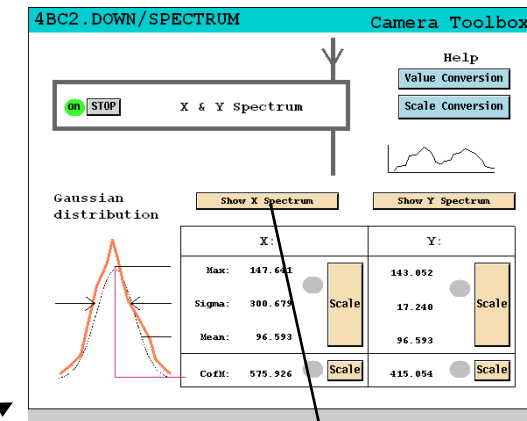 4BC2.DOWN/SPECTRUM Camera Toolbox
Help
Value Conversion
on STOP X & Y Spectrum Scale Conversion
Gaussian distribution
Show X Spectrum Show Y Spectrum
X: Y:
Max: 147.641 143.052
Sigma: 300.679 Scale 17.240 Scale
Mean: 96.593 96.593
CofM: 575.926 Scale 415.054 Scale